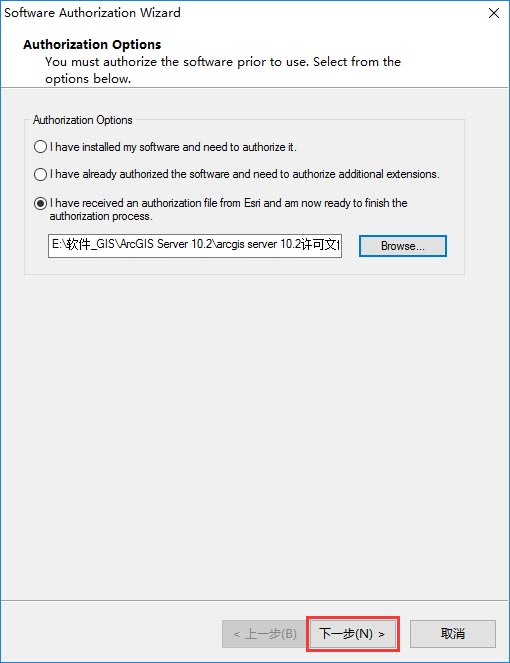 Software Authorization Wizard
Authorization Options
You must authorize the software prior to use. Select from the
options below.
Authorization Options
I have installed my software and need to authorize it.
I have already authorized the software and need to authorize additional extensions.
I have received an authorization file from Esri and am now ready to finish the
authorization process.
E:\软件_GIS\ArcGIS Server 10.2\arcgis server 10.2许可文
Browse...
< 上一步(B)
下一步(N) >
取消